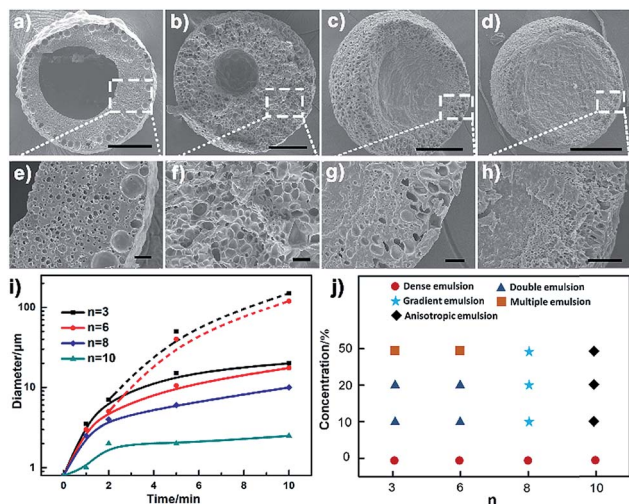 a)
b)
c)
d)
e)
f)
g)
h)
i)
n=3
n=6
n=8
n=10
100
10
1
Diameter/μm
0
2
4
6
8
10
Time/min
j)
Dense emulsion
Double emulsion
Gradient emulsion
Multiple emulsion
Anisotropic emulsion
50
20
10
0
Concentration/%
3
6
8
10
n